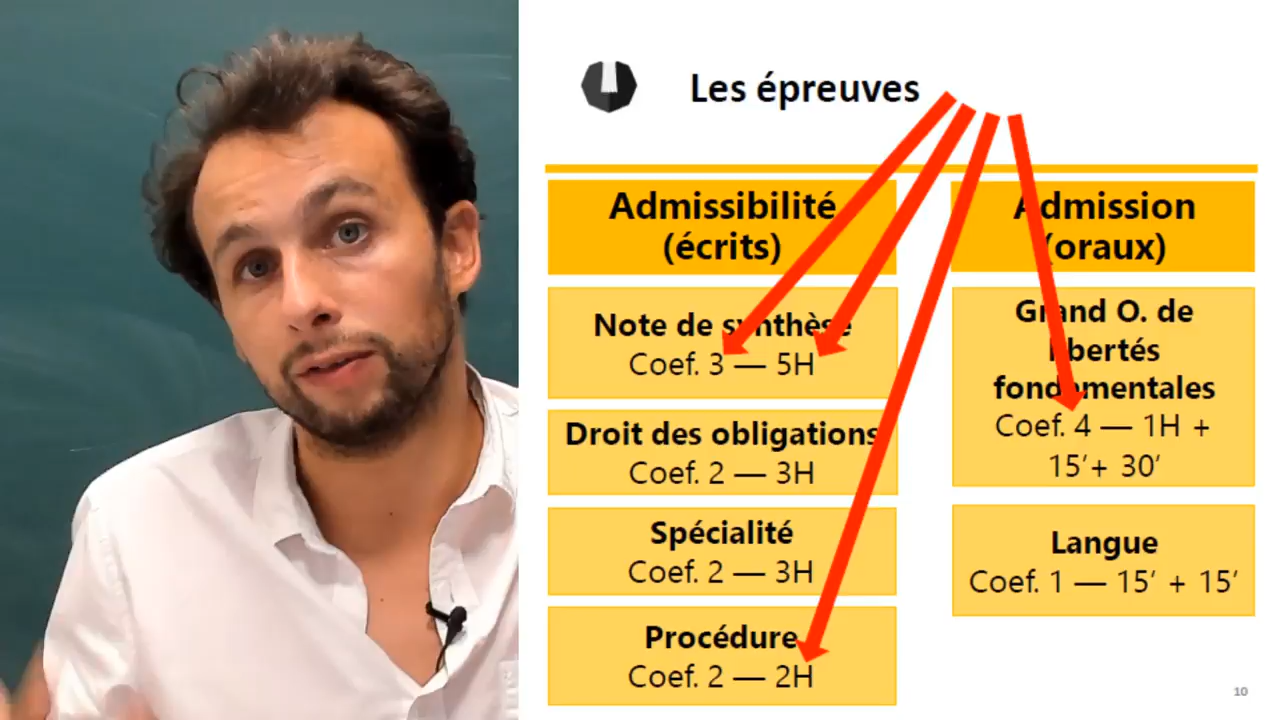 Les épreuves
Admissibilité
(écrits)
Note de synthèse
Coef. 3 — 5H
Droit des obligations
Coef. 2 — 3H
Spécialité
Coef. 2 — 3H
Procédure
Coef. 2 — 2H
Admission
(oraux)
Grand O. de
libertés
fondamentales
Coef. 4 — 1H +
15’+ 30’
Langue
Coef. 1 — 15’ + 15’
10